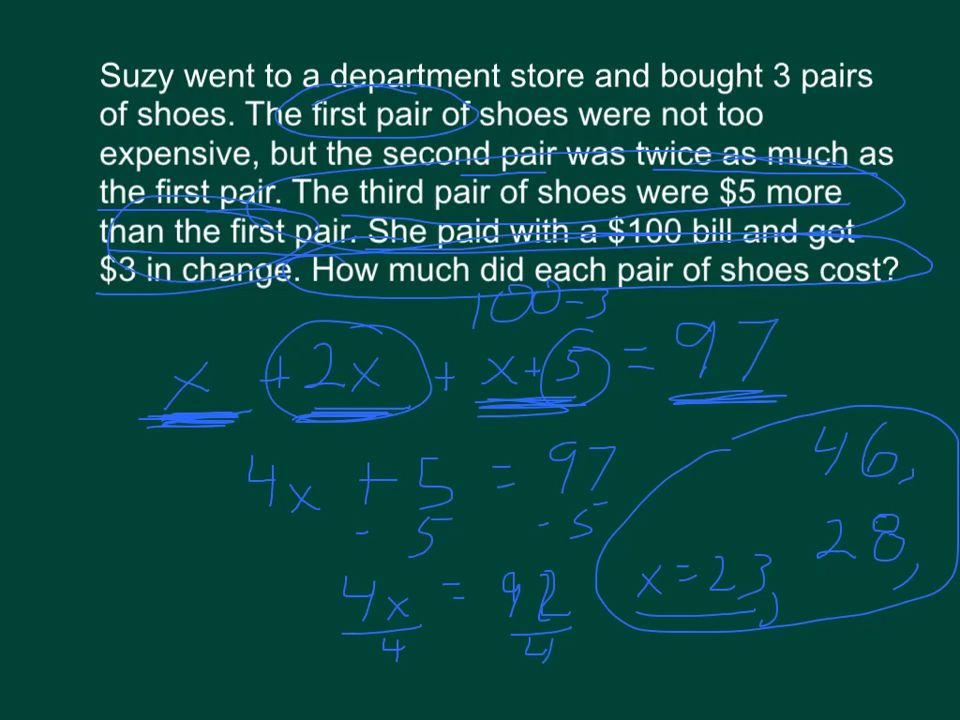 Suzy went to a department store and bought 3 pairs
of shoes. The first pair of shoes were not too
expensive, but the second pair was twice as much as
the first pair. The third pair of shoes were $5 more
than the first pair. She paid with a $100 bill and get
$3 in change. How much did each pair of shoes cost?
100-3
x + 2x + x+5 = 97
4x + 5 = 97
- 5 - 5
4x = 92
4 4
x = 23,
46,
28,